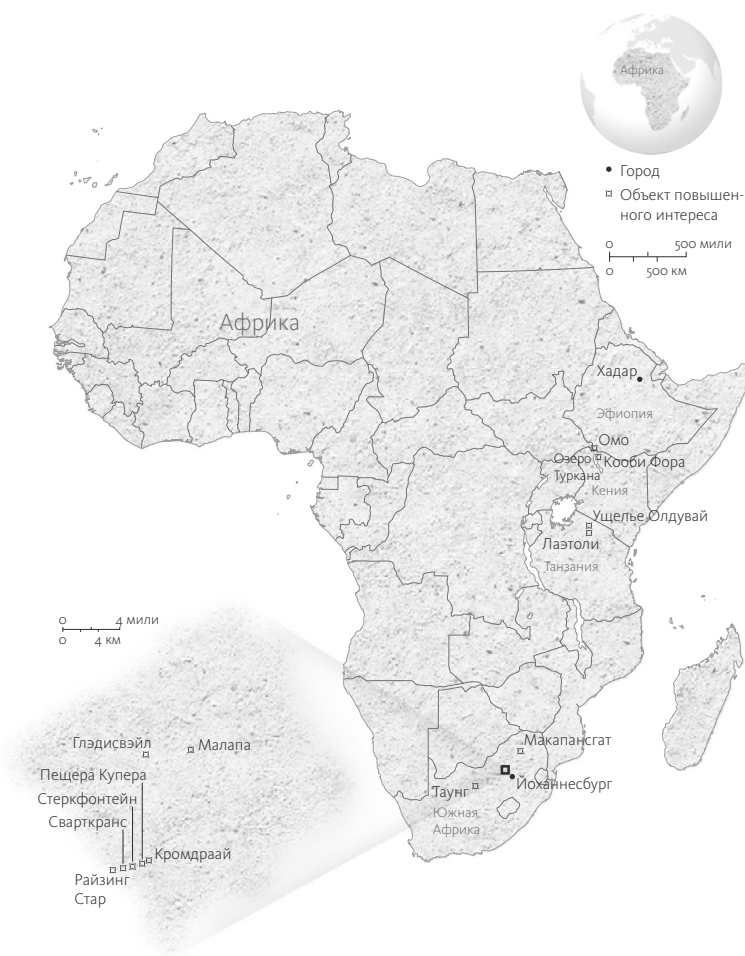 Африка
Город
Объект повышен-
ного интереса
0 500 мили
0 500 км
Африка
Хадар
Эфиопия
Омо
Озеро
Туркана
Кооби Фора
Кения
Ущелье Олдувай
Лаэтоли
Танзания
0 4 мили
0 4 км
Глэдисвэйл
Малапа
Пещера Купера
Стеркфонтейн
Сварткранс
Кромдраай
Райзинг
Стар
Макапансгат
Йоханнесбург
Таунг
Южная
Африка